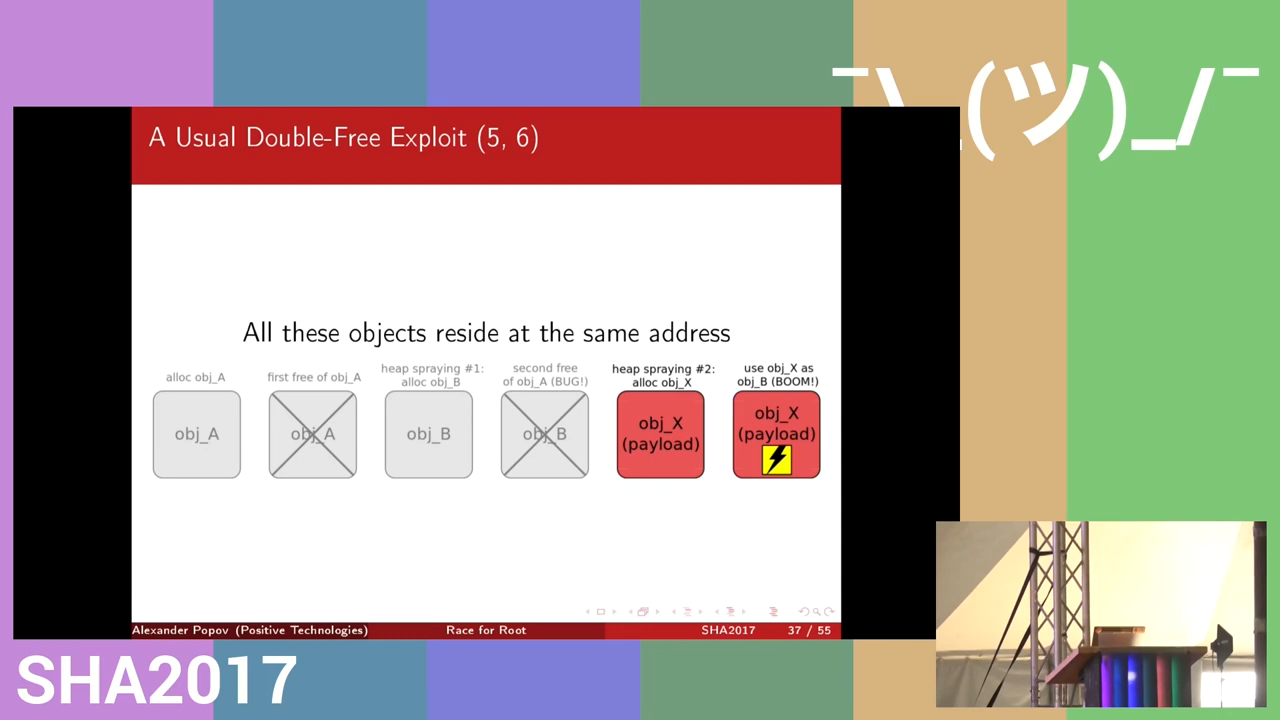 ¯\_(ツ)_/¯
A Usual Double-Free Exploit (5, 6)
All these objects reside at the same address
alloc obj_A
first free of obj_A
heap spraying #1:
alloc obj_B
second free
of obj_A (BUG!)
heap spraying #2:
alloc obj_X
use obj_X as
obj_B (BOOM!)
obj_A
obj_A
obj_B
obj_B
obj_X
(payload)
obj_X
(payload)
Alexander Popov (Positive Technologies)
Race for Root
SHA2017
37 / 55
SHA2017